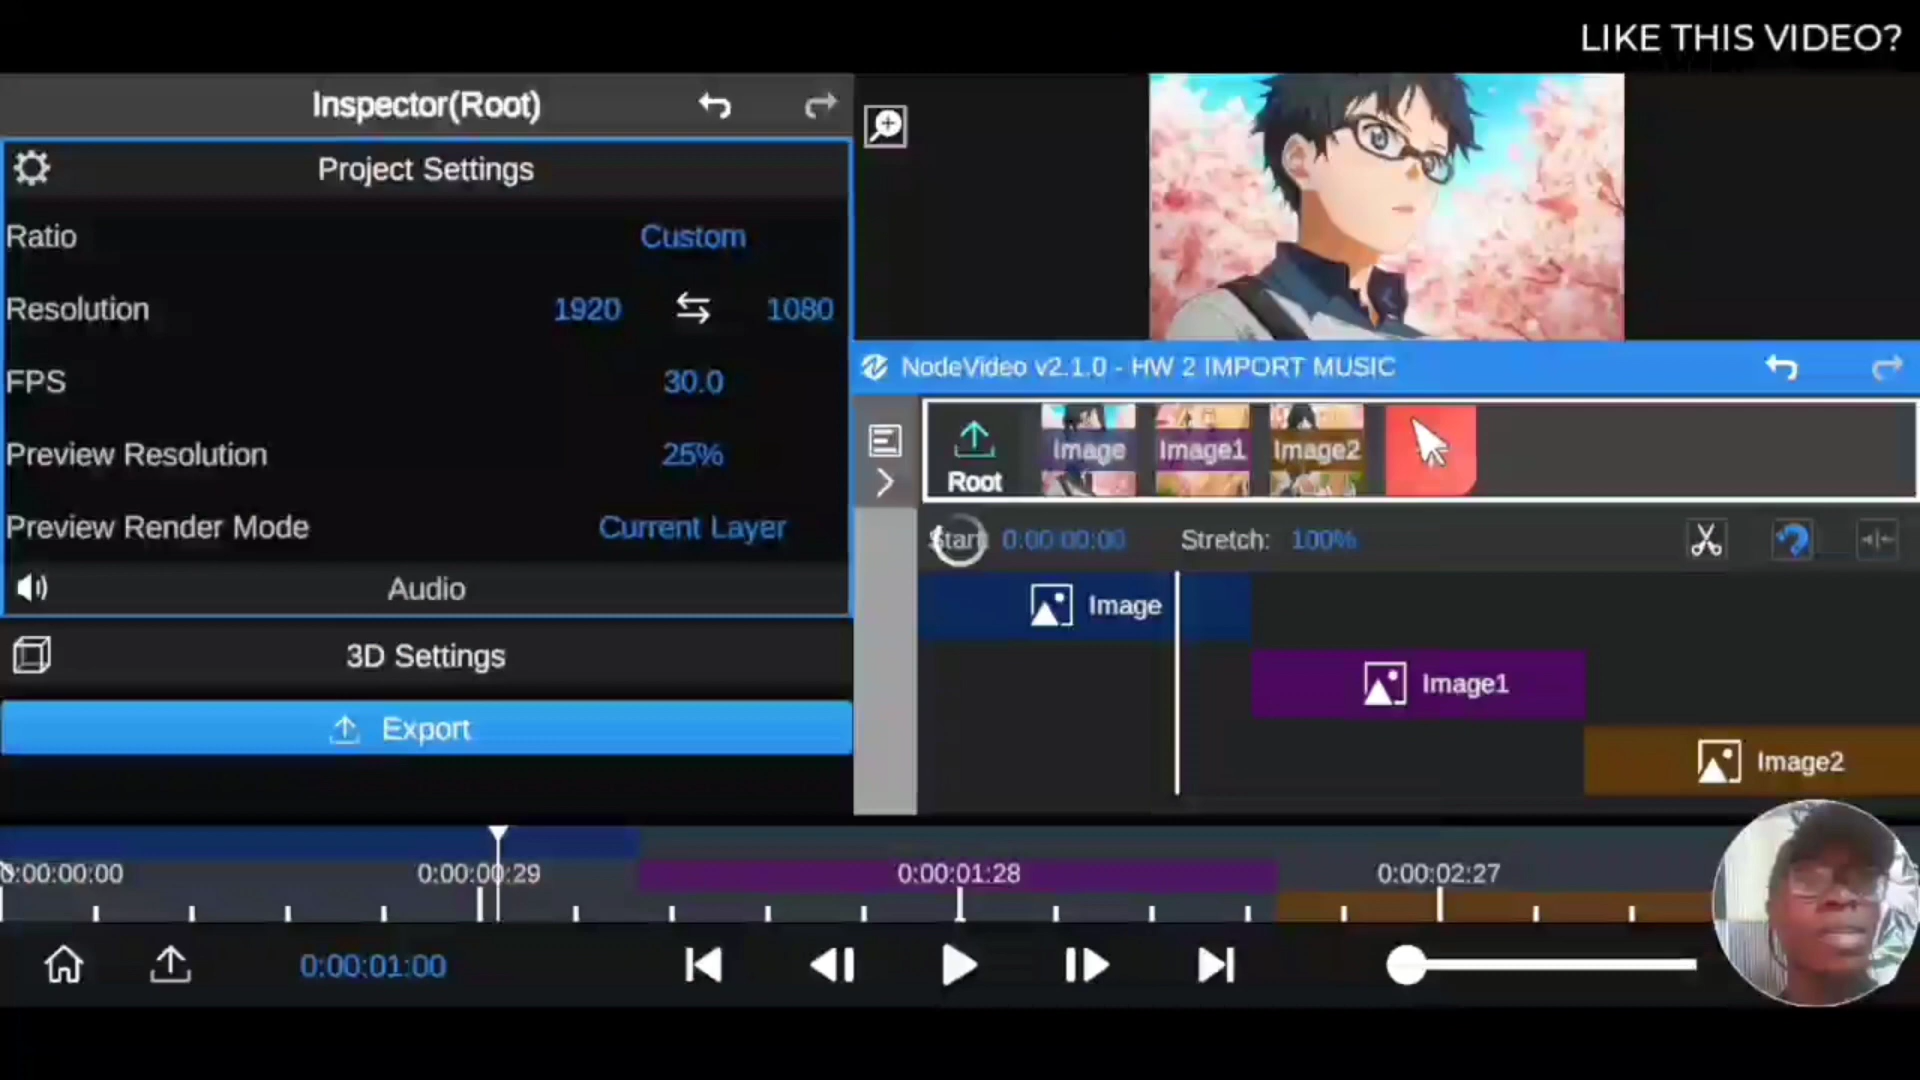 LIKE THIS VIDEO?
Inspector(Root)
Project Settings
Ratio Custom
Resolution 1920 1080
FPS 30.0
Preview Resolution 25%
Preview Render Mode Current Layer
Audio
3D Settings
Export
NodeVideo v2.1.0 - HW 2 IMPORT MUSIC
Root Image Image1 Image2
Start: 0:00:00:00 Stretch: 100%
Image
Image1
Image2
0:00:00:00 0:00:00:29 0:00:01:28 0:00:02:27
0:00:01:00